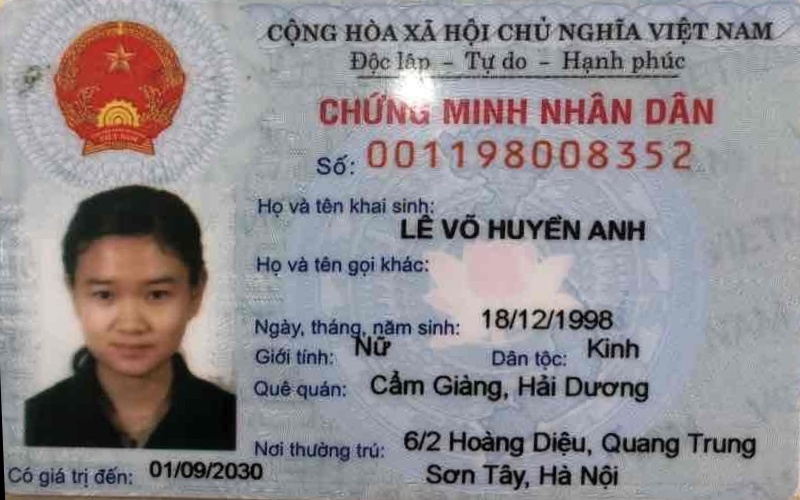 CỘNG HÒA XÃ HỘI CHỦ NGHĨA VIỆT NAM
Độc lập - Tự do - Hạnh phúc
CHỨNG MINH NHÂN DÂN
Số: 001198008352
Họ và tên khai sinh:
LÊ VÕ HUYỀN ANH
Họ và tên gọi khác:
Ngày, tháng, năm sinh: 18/12/1998
Giới tính: Nữ Dân tộc: Kinh
Quê quán: Cẩm Giàng, Hải Dương
Nơi thường trú: 6/2 Hoàng Diệu, Quang Trung
Sơn Tây, Hà Nội
Có giá trị đến: 01/09/2030